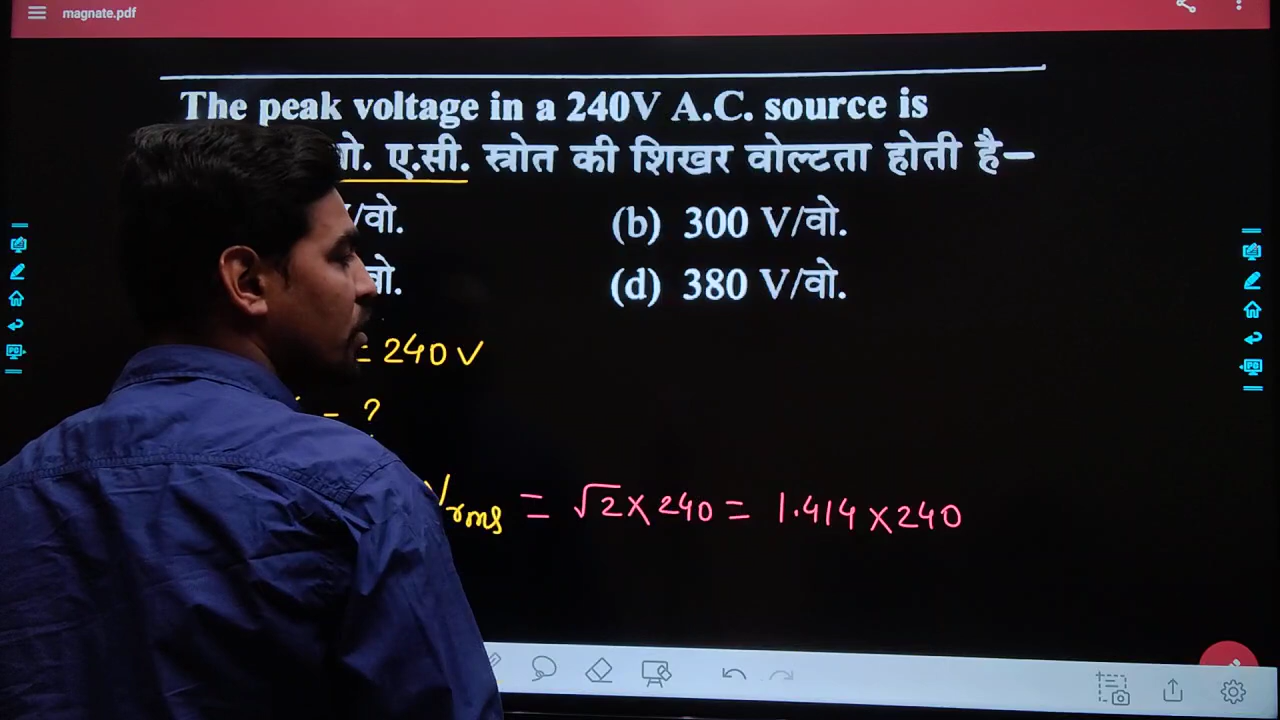 magnate.pdf
The peak voltage in a 240V A.C. source is
ए.सी. स्त्रोत की शिखर वोल्टता होती है–
V/वो. (b) 300 V/वो.
(d) 380 V/वो.
= 240 V
= ?
Vrms = √2 × 240 = 1.414 × 240